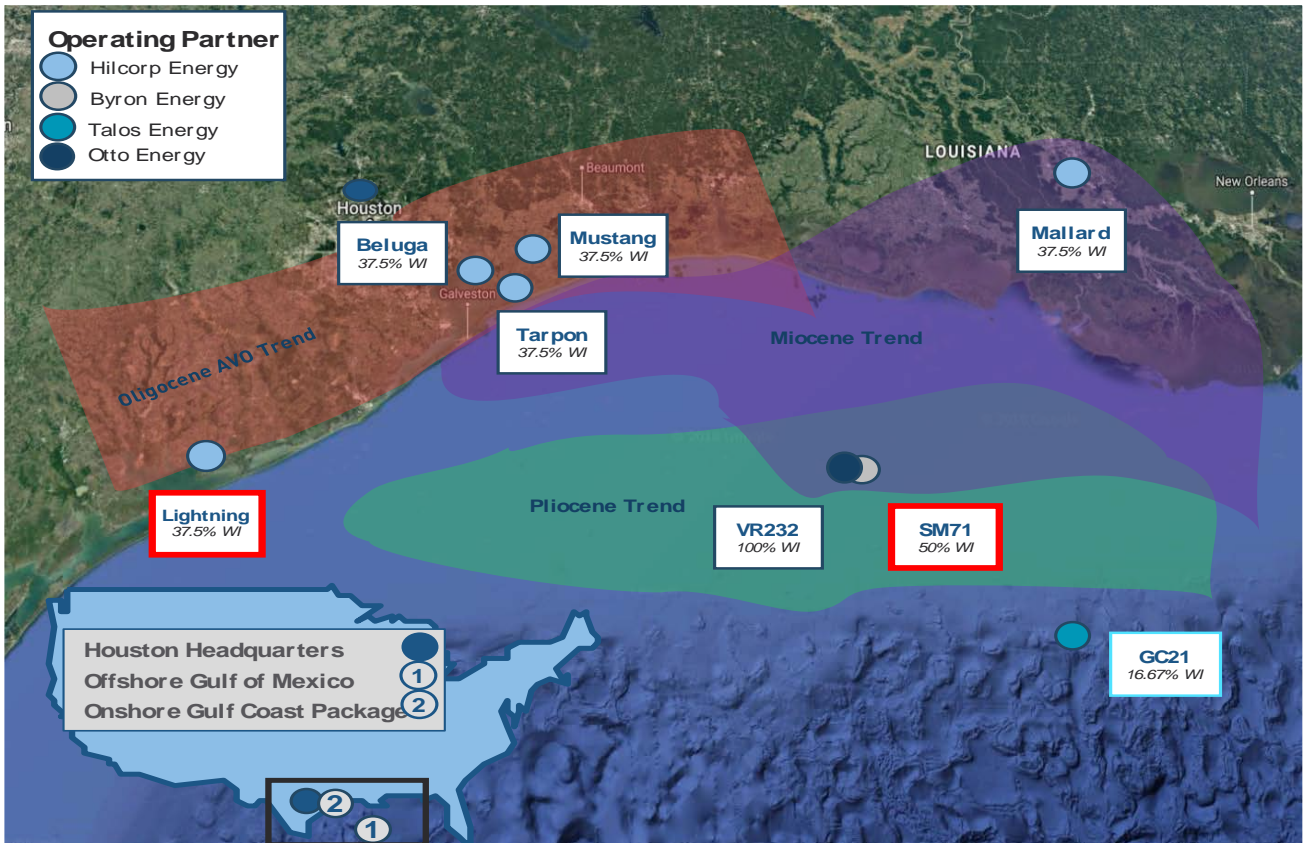 Operating Partner
Hilcorp Energy
Byron Energy
Talos Energy
Otto Energy
LOUISIANA
New Orleans
Beaumont
Houston
Beluga
37.5% WI
Mustang
37.5% WI
Mallard
37.5% WI
Galveston
Tarpon
37.5% WI
Oligocene AVO Trend
Miocene Trend
Lightning
37.5% WI
Pliocene Trend
VR232
100% WI
SM71
50% WI
GC21
16.67% WI
Houston Headquarters
Offshore Gulf of Mexico
1
Onshore Gulf Coast Package
2
2
1